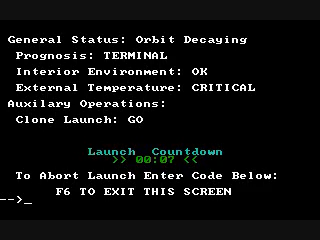 General Status: Orbit Decaying
Prognosis: TERMINAL
Interior Environment: OK
External Temperature: CRITICAL
Auxilary Operations:
Clone Launch: GO
Launch Countdown
>> 00:07 <<
To Abort Launch Enter Code Below:
F6 TO EXIT THIS SCREEN
-->_